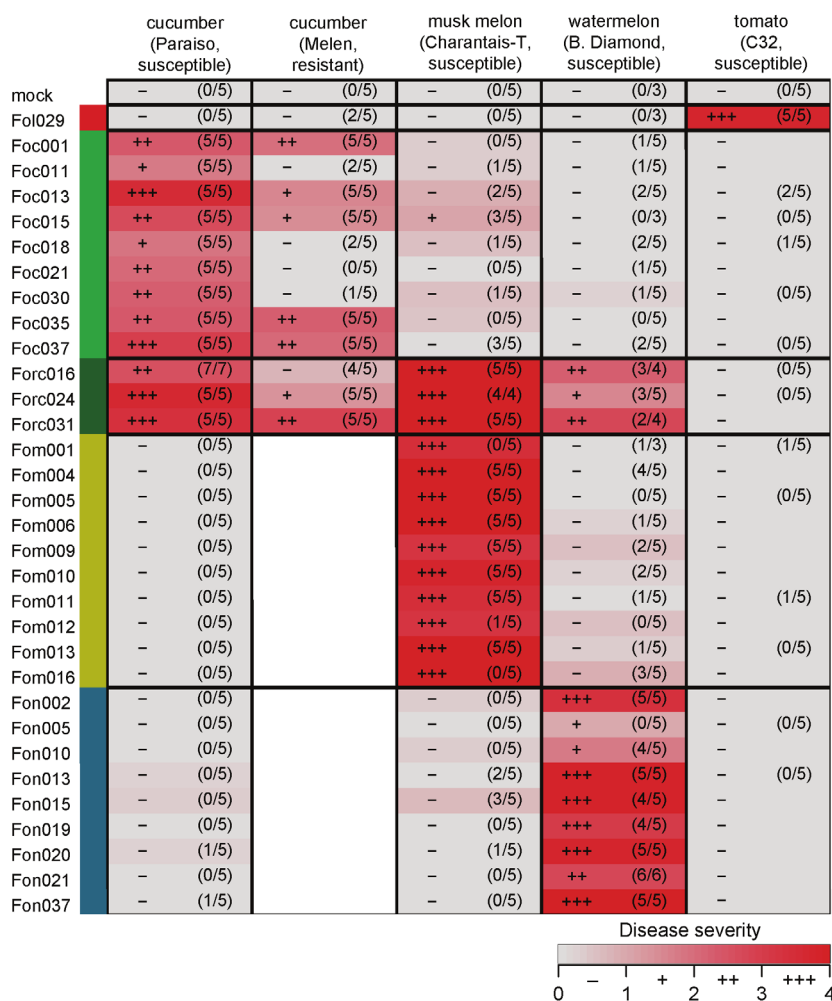 cucumber cucumber musk melon watermelon tomato
(Paraiso, (Melen, (Charantais-T, (B. Diamond, (C32,
susceptible) resistant) susceptible) susceptible) susceptible)
mock – (0/5) – (0/5) – (0/5) – (0/3) – (0/5)
Fol029 – (0/5) – (2/5) – (0/5) – (0/3) +++ (5/5)
Foc001 ++ (5/5) ++ (5/5) – (0/5) – (1/5) –
Foc011 + (5/5) – (2/5) – (1/5) – (1/5) –
Foc013 +++ (5/5) + (5/5) – (2/5) – (2/5) – (2/5)
Foc015 ++ (5/5) + (5/5) + (3/5) – (0/3) – (0/5)
Foc018 + (5/5) – (2/5) – (1/5) – (2/5) – (1/5)
Foc021 ++ (5/5) – (0/5) – (0/5) – (1/5) –
Foc030 ++ (5/5) – (1/5) – (1/5) – (1/5) – (0/5)
Foc035 ++ (5/5) ++ (5/5) – (0/5) – (0/5) –
Foc037 +++ (5/5) ++ (5/5) – (3/5) – (2/5) – (0/5)
Forc016 ++ (7/7) – (4/5) +++ (5/5) ++ (3/4) – (0/5)
Forc024 +++ (5/5) + (5/5) +++ (4/4) + (3/5) – (0/5)
Forc031 +++ (5/5) ++ (5/5) +++ (5/5) ++ (2/4) –
Fom001 – (0/5) +++ (0/5) – (1/3) – (1/5)
Fom004 – (0/5) +++ (5/5) – (4/5) –
Fom005 – (0/5) +++ (5/5) – (0/5) – (0/5)
Fom006 – (0/5) +++ (5/5) – (1/5) –
Fom009 – (0/5) +++ (5/5) – (2/5) –
Fom010 – (0/5) +++ (5/5) – (2/5) –
Fom011 – (0/5) +++ (5/5) – (1/5) – (1/5)
Fom012 – (0/5) +++ (1/5) – (0/5) –
Fom013 – (0/5) +++ (5/5) – (1/5) – (0/5)
Fom016 – (0/5) +++ (0/5) – (3/5) –
Fon002 – (0/5) – (0/5) +++ (5/5) –
Fon005 – (0/5) – (0/5) + (0/5) – (0/5)
Fon010 – (0/5) – (0/5) + (4/5) –
Fon013 – (0/5) – (2/5) +++ (5/5) – (0/5)
Fon015 – (0/5) – (3/5) +++ (4/5) –
Fon019 – (0/5) – (0/5) +++ (4/5) –
Fon020 – (1/5) – (1/5) +++ (5/5) –
Fon021 – (0/5) – (0/5) ++ (6/6) –
Fon037 – (1/5) – (0/5) +++ (5/5) –
Disease severity
– + ++ +++
0 1 2 3 4